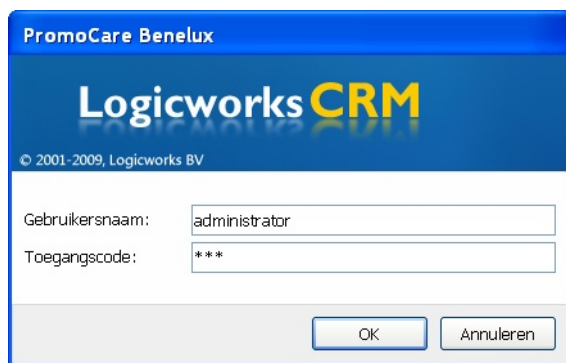 PromoCare Benelux
Logicworks CRM
© 2001-2009, Logicworks BV
Gebruikersnaam: administrator
Toegangscode: ***
OK Annuleren